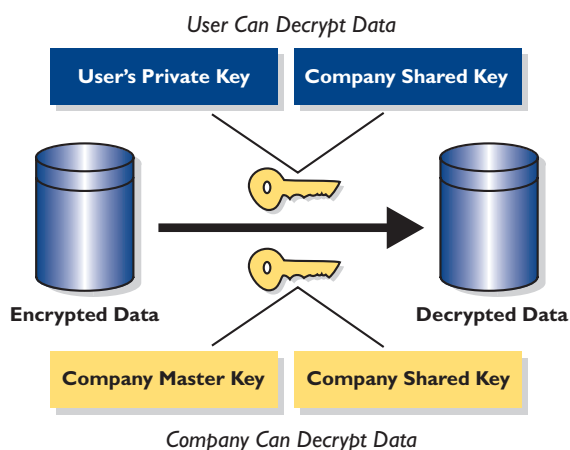 User Can Decrypt Data
User's Private Key
Company Shared Key
Encrypted Data
Decrypted Data
Company Master Key
Company Shared Key
Company Can Decrypt Data